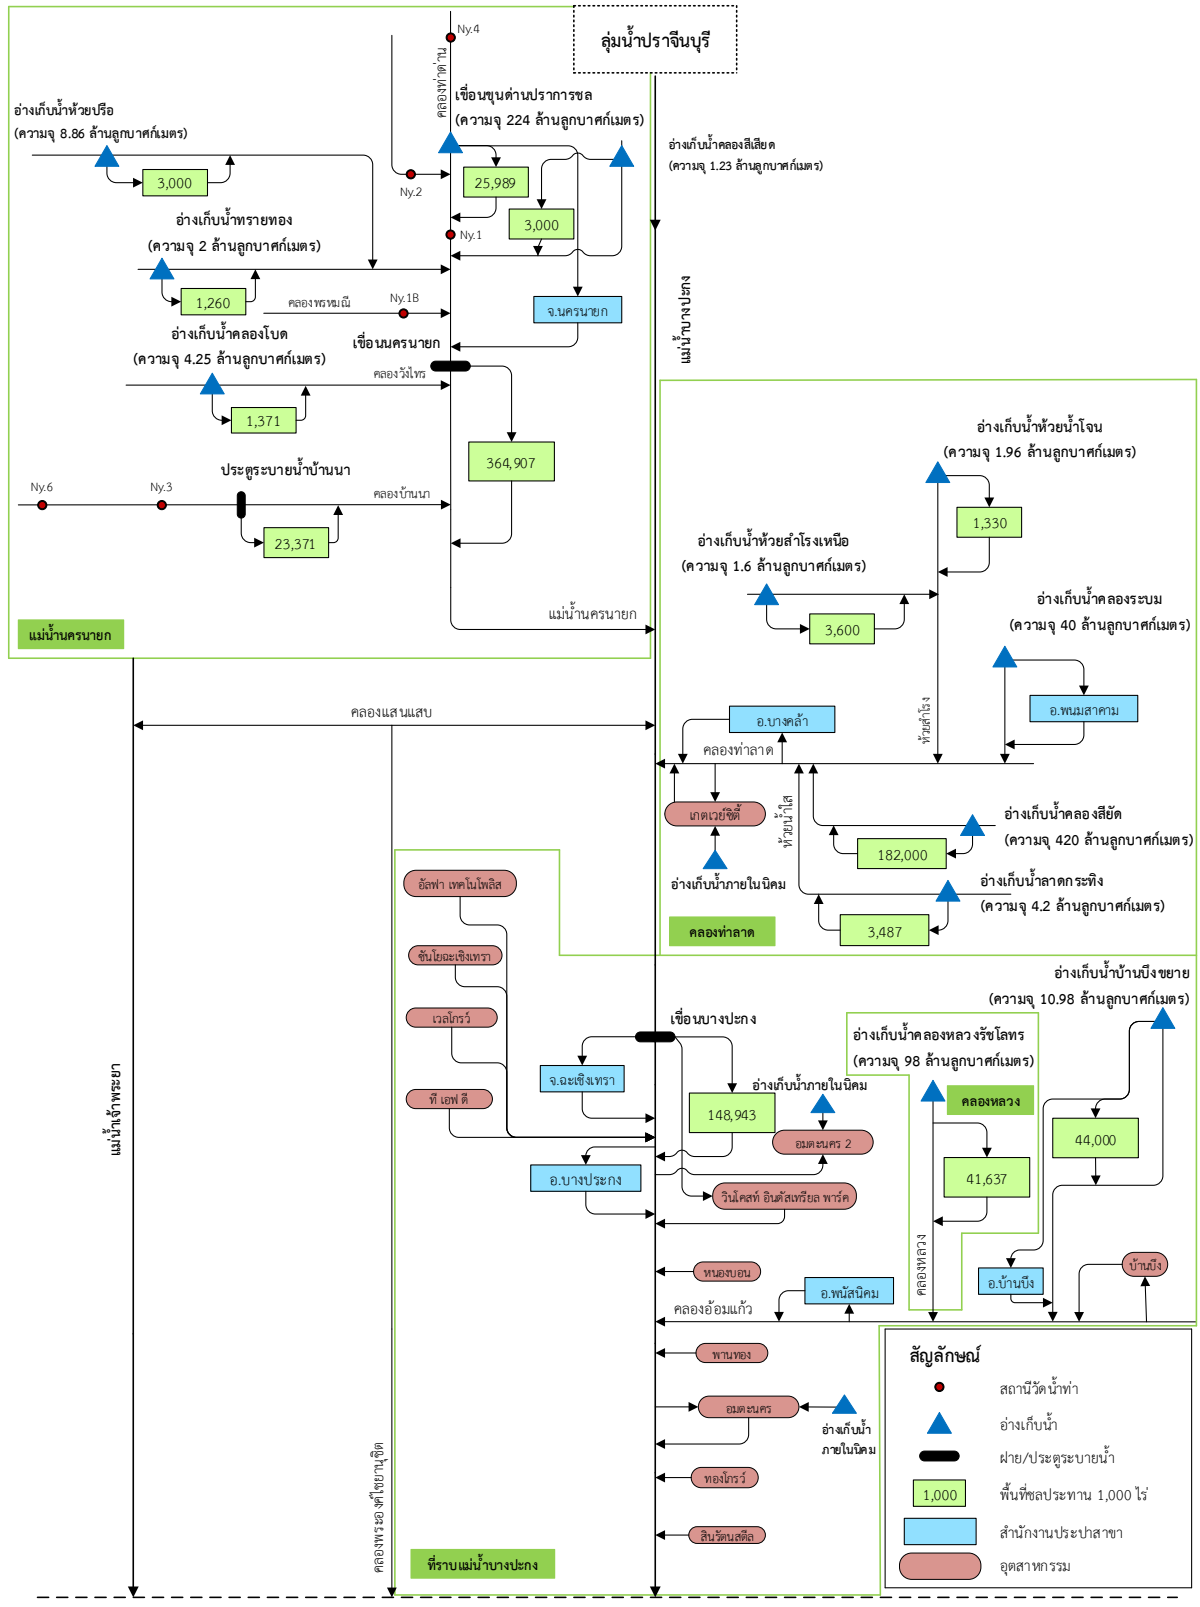 ลุ่มน้ำปราจีนบุรี
Ny.4
คลองท่าด่าน
เขื่อนขุนด่านปราการชล
(ความจุ 224 ล้านลูกบาศก์เมตร)
อ่างเก็บน้ำห้วยปรือ
(ความจุ 8.86 ล้านลูกบาศก์เมตร)
อ่างเก็บน้ำคลองสีเสียด
(ความจุ 1.23 ล้านลูกบาศก์เมตร)
3,000
Ny.2
25,989
3,000
Ny.1
อ่างเก็บน้ำทรายทอง
(ความจุ 2 ล้านลูกบาศก์เมตร)
1,260
คลองพรหมณี
Ny.1B
จ.นครนายก
แม่น้ำบางปะกง
อ่างเก็บน้ำคลองโบด
(ความจุ 4.25 ล้านลูกบาศก์เมตร)
เขื่อนนครนายก
คลองวังไทร
1,371
364,907
ประตูระบายน้ำบ้านนา
Ny.6
Ny.3
คลองบ้านนา
23,371
แม่น้ำนครนายก
แม่น้ำนครนายก
อ่างเก็บน้ำห้วยน้ำโจน
(ความจุ 1.96 ล้านลูกบาศก์เมตร)
1,330
อ่างเก็บน้ำห้วยสำโรงเหนือ
(ความจุ 1.6 ล้านลูกบาศก์เมตร)
3,600
อ่างเก็บน้ำคลองระบม
(ความจุ 40 ล้านลูกบาศก์เมตร)
อ.พนมสาคาม
ห้วยสำโรง
คลองแสนแสบ
อ.บางคล้า
คลองท่าลาด
เกตเวย์ซิตี้
ห้วยน้ำใส
อ่างเก็บน้ำภายในนิคม
อ่างเก็บน้ำคลองสียัด
(ความจุ 420 ล้านลูกบาศก์เมตร)
182,000
อ่างเก็บน้ำลาดกระทิง
(ความจุ 4.2 ล้านลูกบาศก์เมตร)
3,487
คลองท่าลาด
อัลฟา เทคโนโพลิส
ซันโยฉะเชิงเทรา
เวลโกรว์
ที เอฟ ดี
เขื่อนบางปะกง
จ.ฉะเชิงเทรา
148,943
อ่างเก็บน้ำภายในนิคม
อมตะนคร 2
อ.บางประกง
วินโคสท์ อินดัสเทรียล พาร์ค
แม่น้ำเจ้าพระยา
อ่างเก็บน้ำบ้านบึงขยาย
(ความจุ 10.98 ล้านลูกบาศก์เมตร)
อ่างเก็บน้ำคลองหลวงรัชโลทร
(ความจุ 98 ล้านลูกบาศก์เมตร)
คลองหลวง
44,000
41,637
คลองหลวง
อ.บ้านบึง
บ้านบึง
หนองบอน
อ.พนัสนิคม
คลองอ้อมแก้ว
พานทอง
อมตะนคร
อ่างเก็บน้ำ
ภายในนิคม
ทองโกรว์
สินรัตนสตีล
คลองพระองค์ไชยานุชิต
ที่ราบแม่น้ำบางปะกง
สัญลักษณ์
สถานีวัดน้ำท่า
อ่างเก็บน้ำ
ฝาย/ประตูระบายน้ำ
1,000
พื้นที่ชลประทาน 1,000 ไร่
สำนักงานประปาสาขา
อุตสาหกรรม